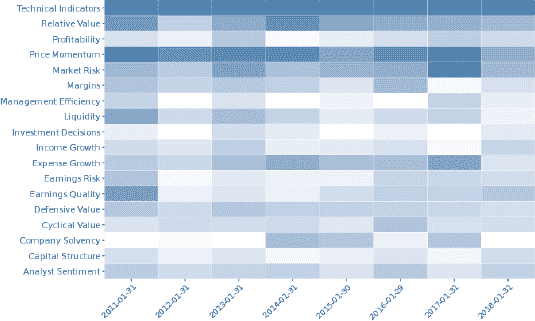 Technical Indicators
Relative Value
Profitability
Price Momentum
Market Risk
Margins
Management Efficiency
Liquidity
Investment Decisions
Income Growth
Expense Growth
Earnings Risk
Earnings Quality
Defensive Value
Cyclical Value
Company Solvency
Capital Structure
Analyst Sentiment
2011-01-31
2012-01-31
2013-01-31
2014-01-31
2015-01-30
2016-01-29
2017-01-31
2018-01-31